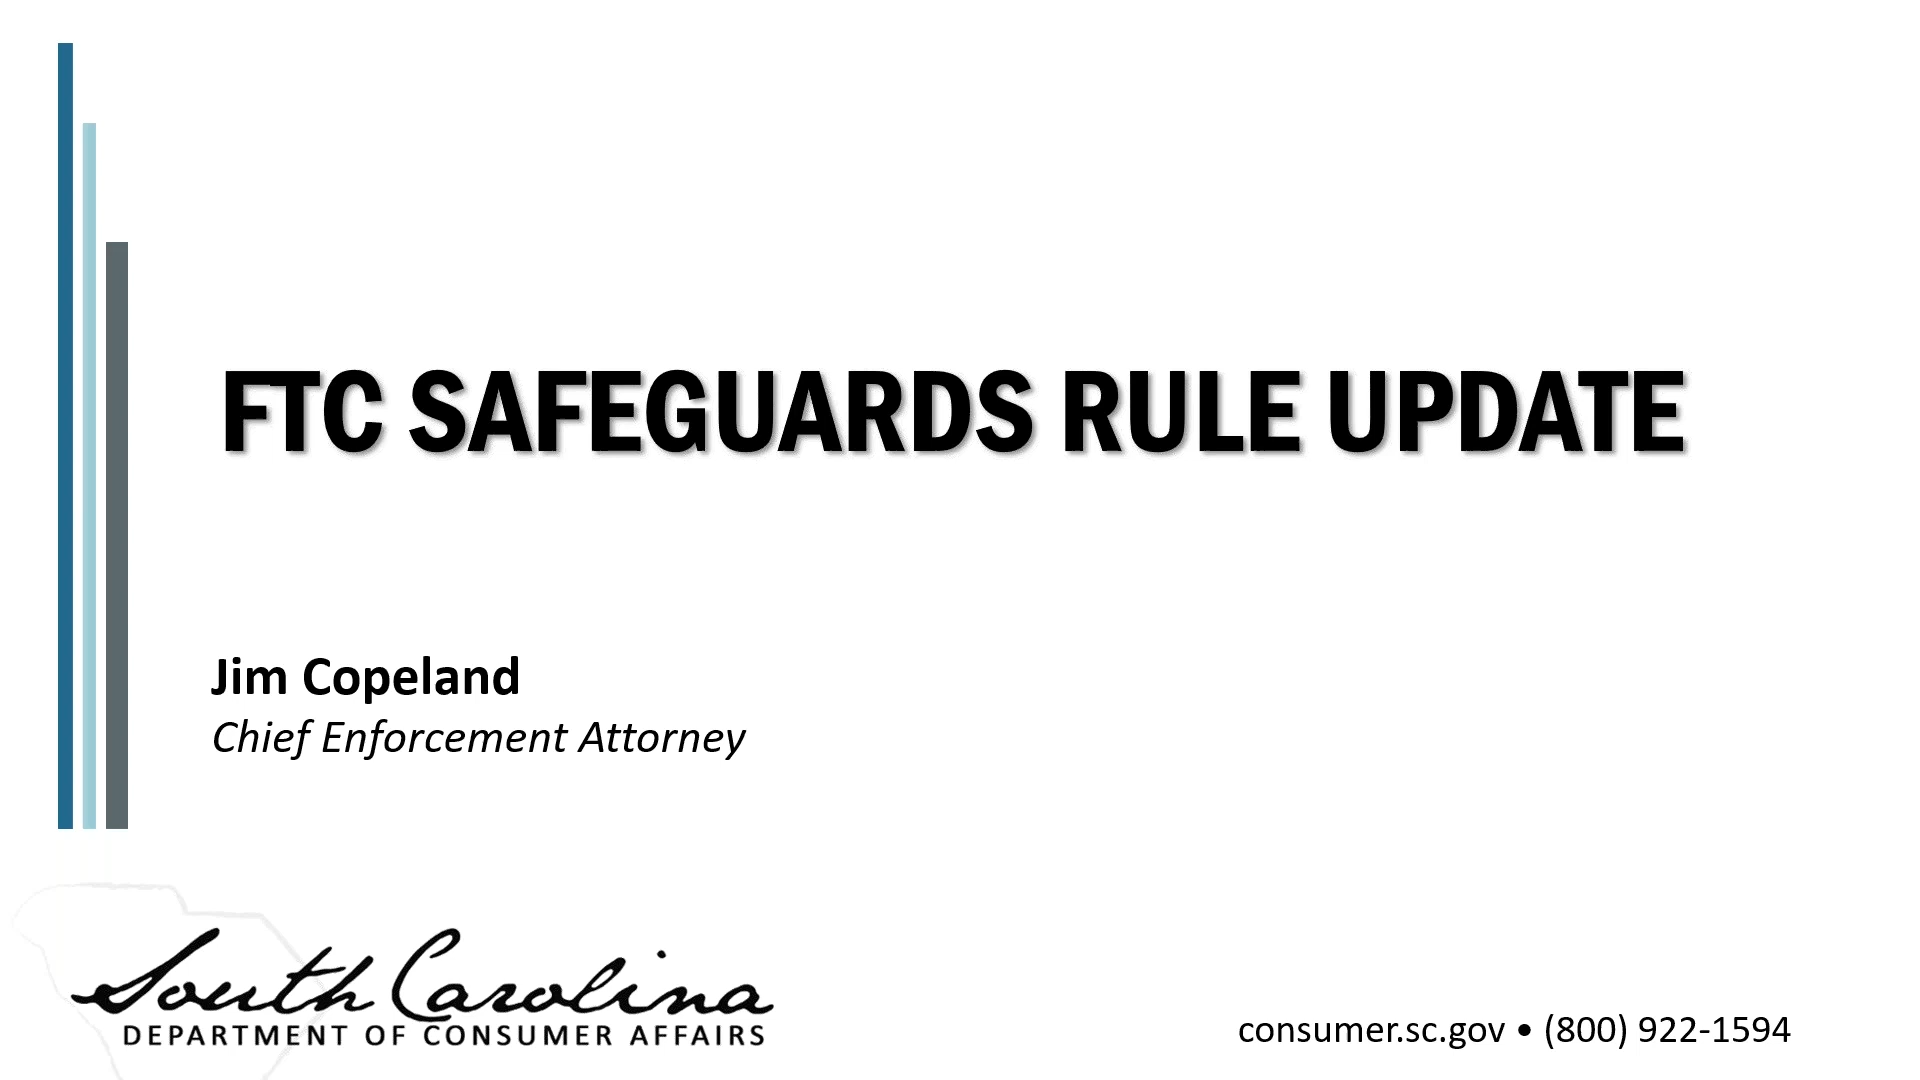 FTC SAFEGUARDS RULE UPDATE
Jim Copeland
Chief Enforcement Attorney
South Carolina
DEPARTMENT OF CONSUMER AFFAIRS
consumer.sc.gov • (800) 922-1594